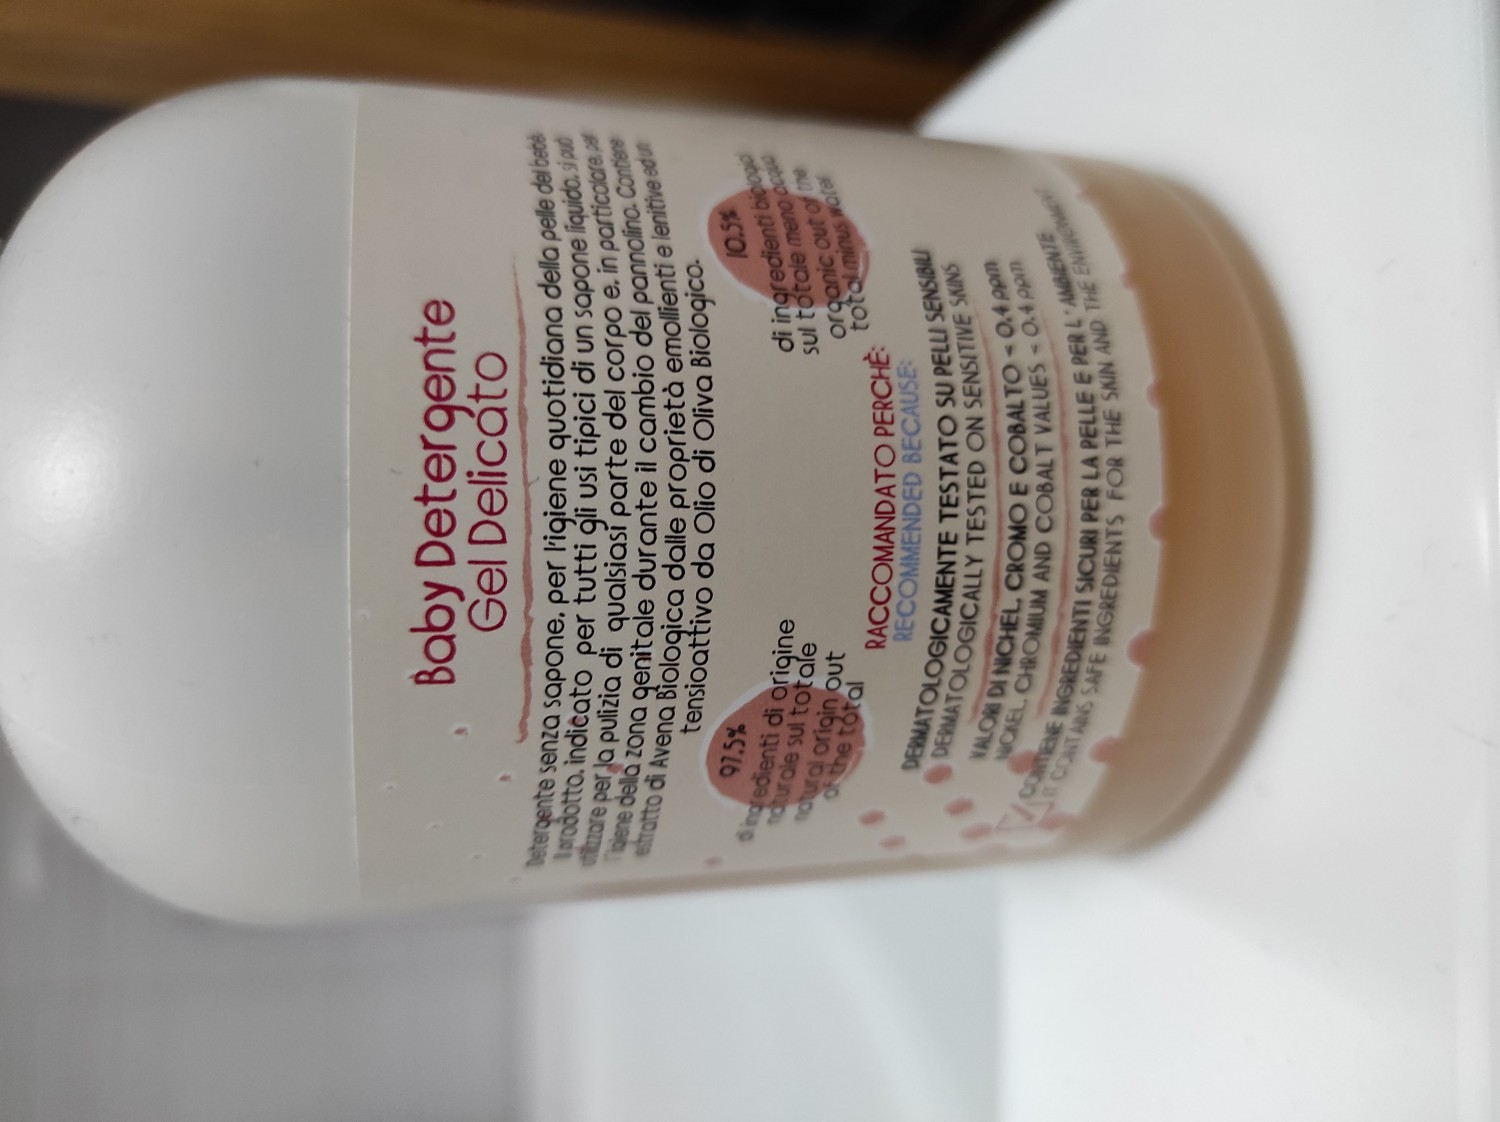 Baby Detergente
Gel Delicato
Detergente senza sapone, per l'igiene quotidiana della pelle del bebè.
Il prodotto, indicato per tutti gli usi tipici di un sapone liquido, si può
utilizzare per la pulizia di qualsiasi parte del corpo e, in particolare, per
l'igiene della zona genitale durante il cambio del pannolino. Contiene
estratto di Avena Biologica dalle proprietà emollienti e lenitive ed un
tensioattivo da Olio di Oliva Biologico.
97.5%
di ingredienti di origine
naturale sul totale
natural origin out
of the total
10.5%
di ingredienti biologici
sul totale meno acqua
organic out of the
total minus water
RACCOMANDATO PERCHÈ:
RECOMMENDED BECAUSE:
DERMATOLOGICAMENTE TESTATO SU PELLI SENSIBILI
DERMATOLOGICALLY TESTED ON SENSITIVE SKINS
VALORI DI NICHEL, CROMO E COBALTO < 0.4 ppm
NICKEL, CHROMIUM AND COBALT VALUES < 0.4 ppm
CONTIENE INGREDIENTI SICURI PER LA PELLE E PER L'AMBIENTE
IT CONTAINS SAFE INGREDIENTS FOR THE SKIN AND THE ENVIRONMENT